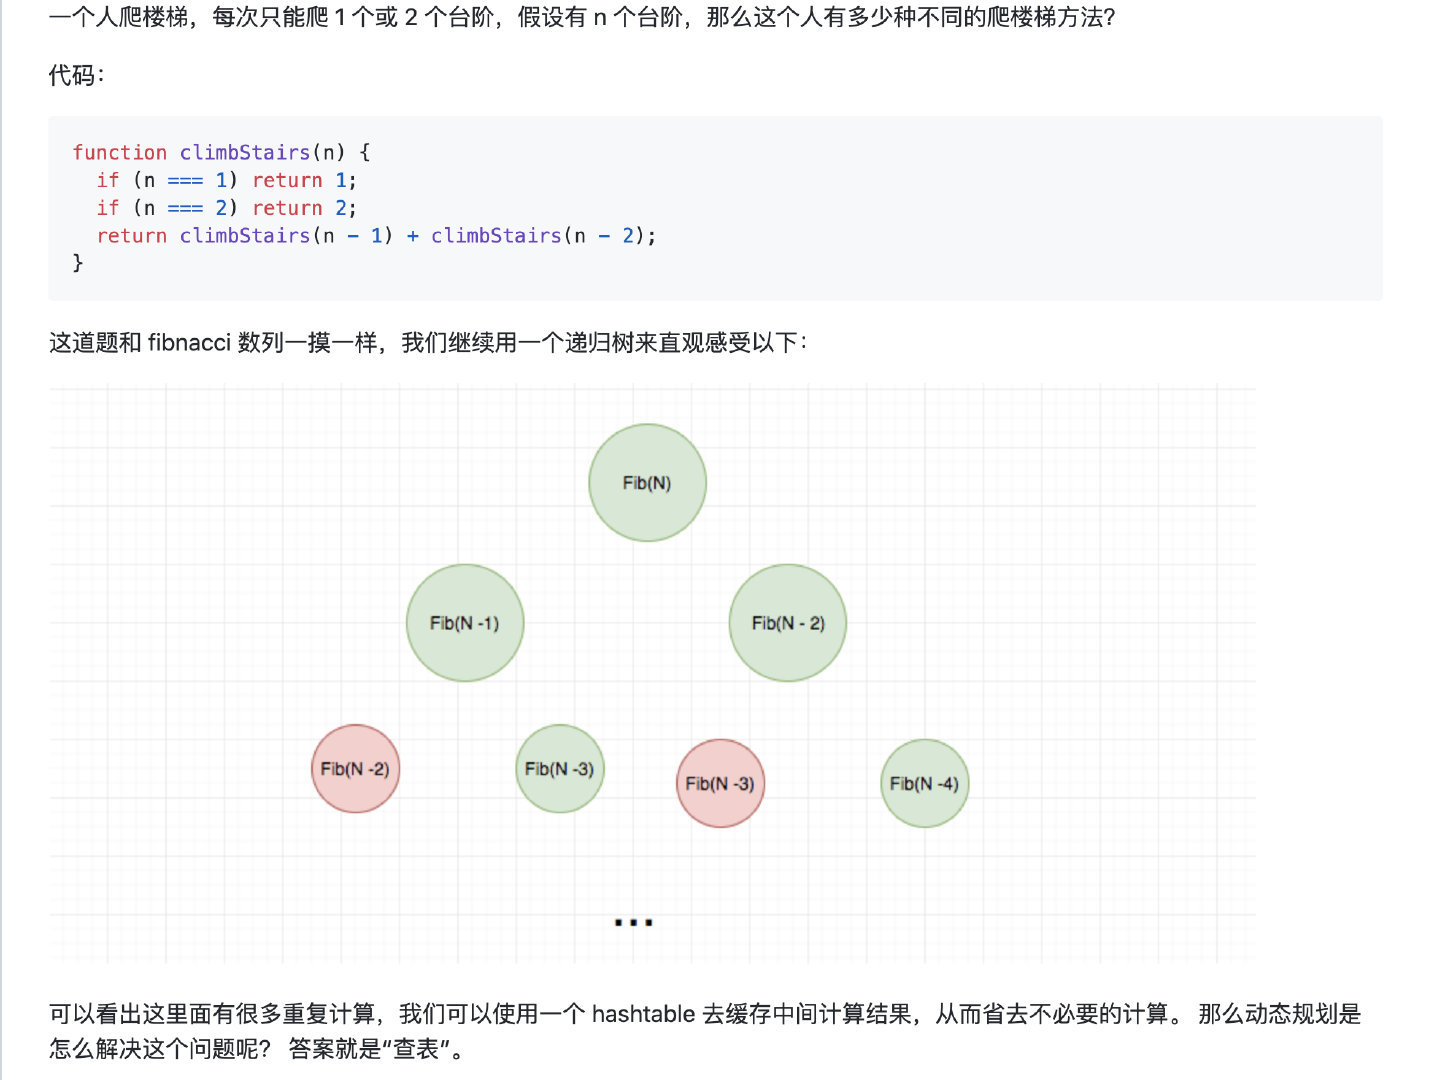 一个人爬楼梯，每次只能爬 1 个或 2 个台阶，假设有 n 个台阶，那么这个人有多少种不同的爬楼梯方法？
代码：
function climbStairs(n) {
  if (n === 1) return 1;
  if (n === 2) return 2;
  return climbStairs(n - 1) + climbStairs(n - 2);
}
这道题和 fibnacci 数列一摸一样，我们继续用一个递归树来直观感受以下：
Fib(N)
Fib(N -1)
Fib(N - 2)
Fib(N -2)
Fib(N -3)
Fib(N -3)
Fib(N -4)
...
可以看出这里面有很多重复计算，我们可以使用一个 hashtable 去缓存中间计算结果，从而省去不必要的计算。 那么动态规划是
怎么解决这个问题呢？ 答案就是“查表”。